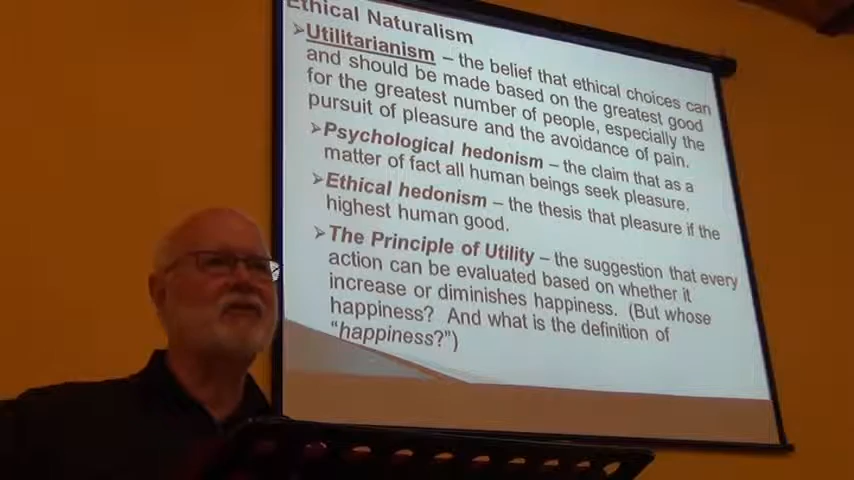 Ethical Naturalism
➢Utilitarianism – the belief that ethical choices can
and should be made based on the greatest good
for the greatest number of people, especially the
pursuit of pleasure and the avoidance of pain.
➢Psychological hedonism – the claim that as a
matter of fact all human beings seek pleasure.
➢Ethical hedonism – the thesis that pleasure if the
highest human good.
➢The Principle of Utility – the suggestion that every
action can be evaluated based on whether it
increase or diminishes happiness. (But whose
happiness? And what is the definition of
“happiness?”)